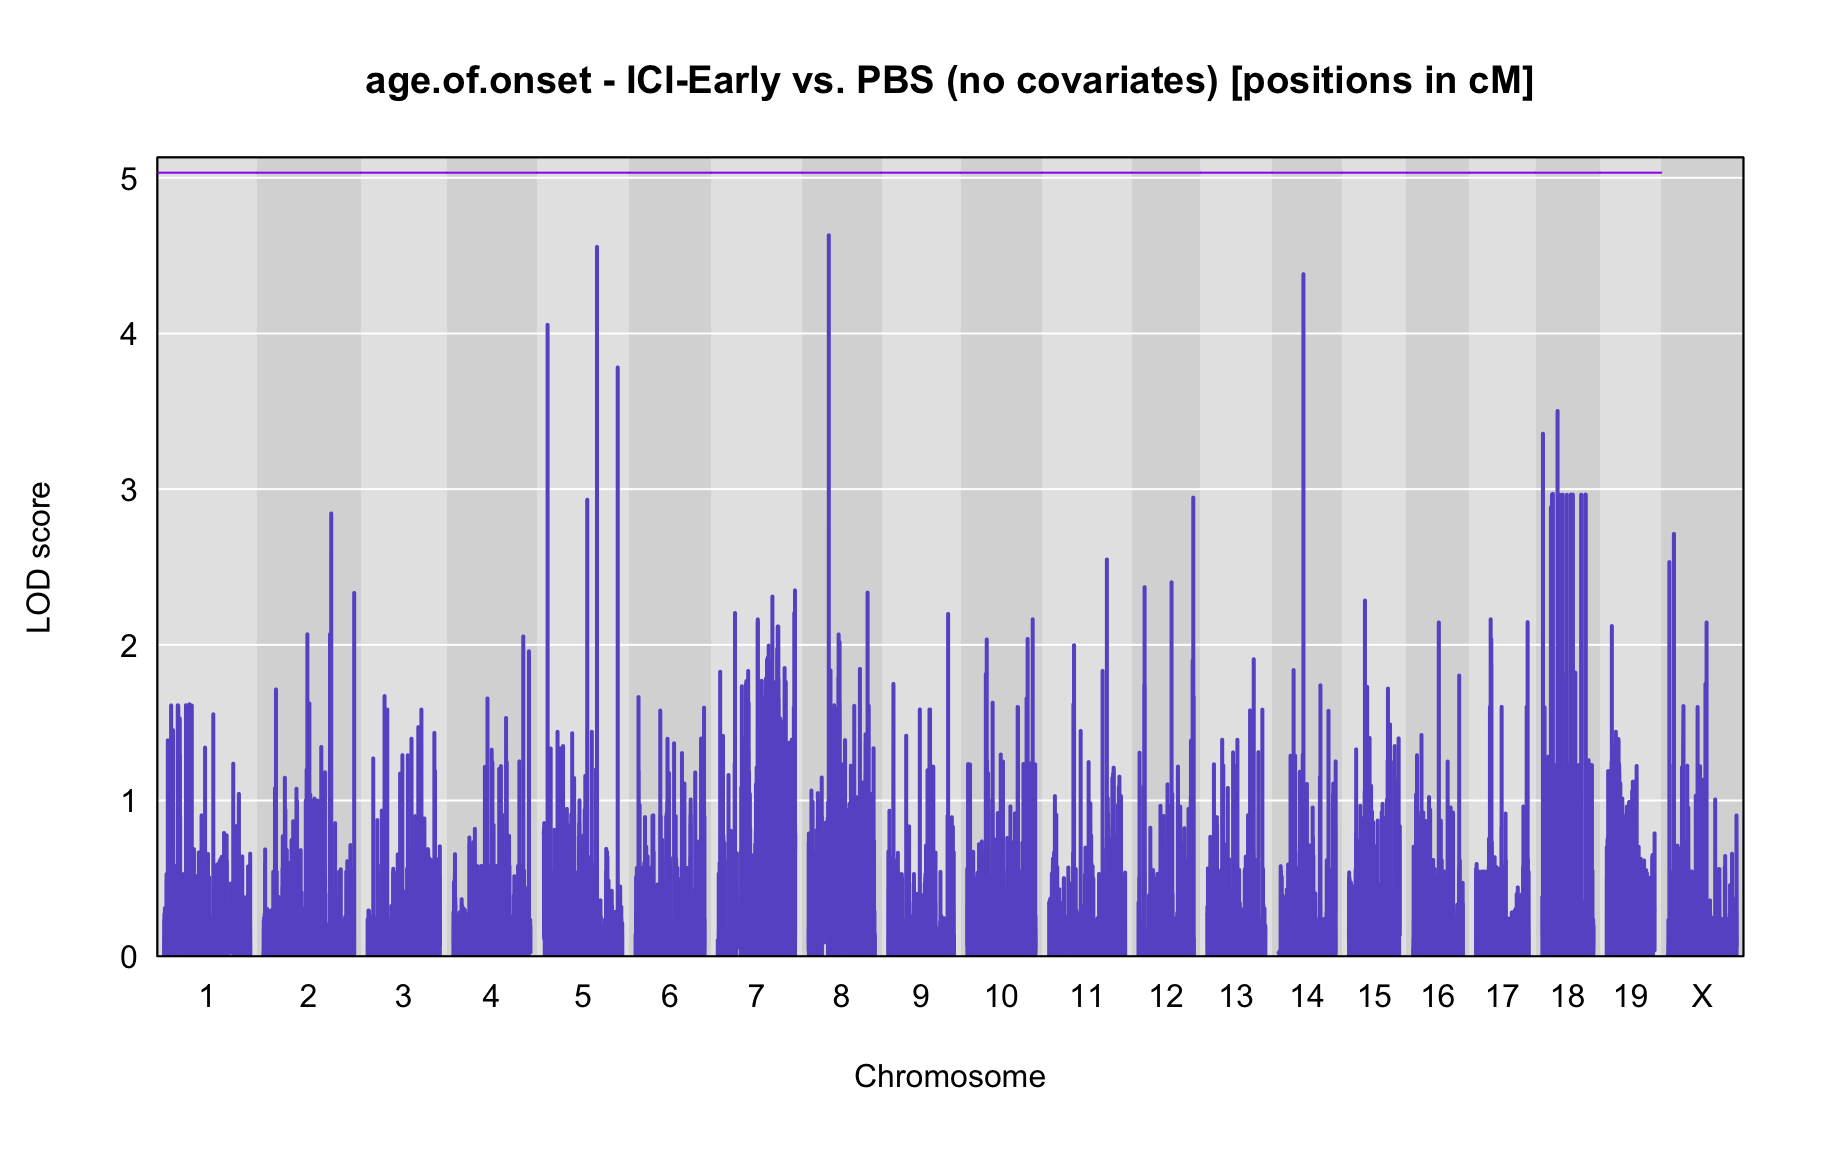 age.of.onset - ICI-Early vs. PBS (no covariates) [positions in cM]
5
4
3
2
1
0
LOD score
1 2 3 4 5 6 7 8 9 10 11 12 13 14 15 16 17 18 19 X
Chromosome